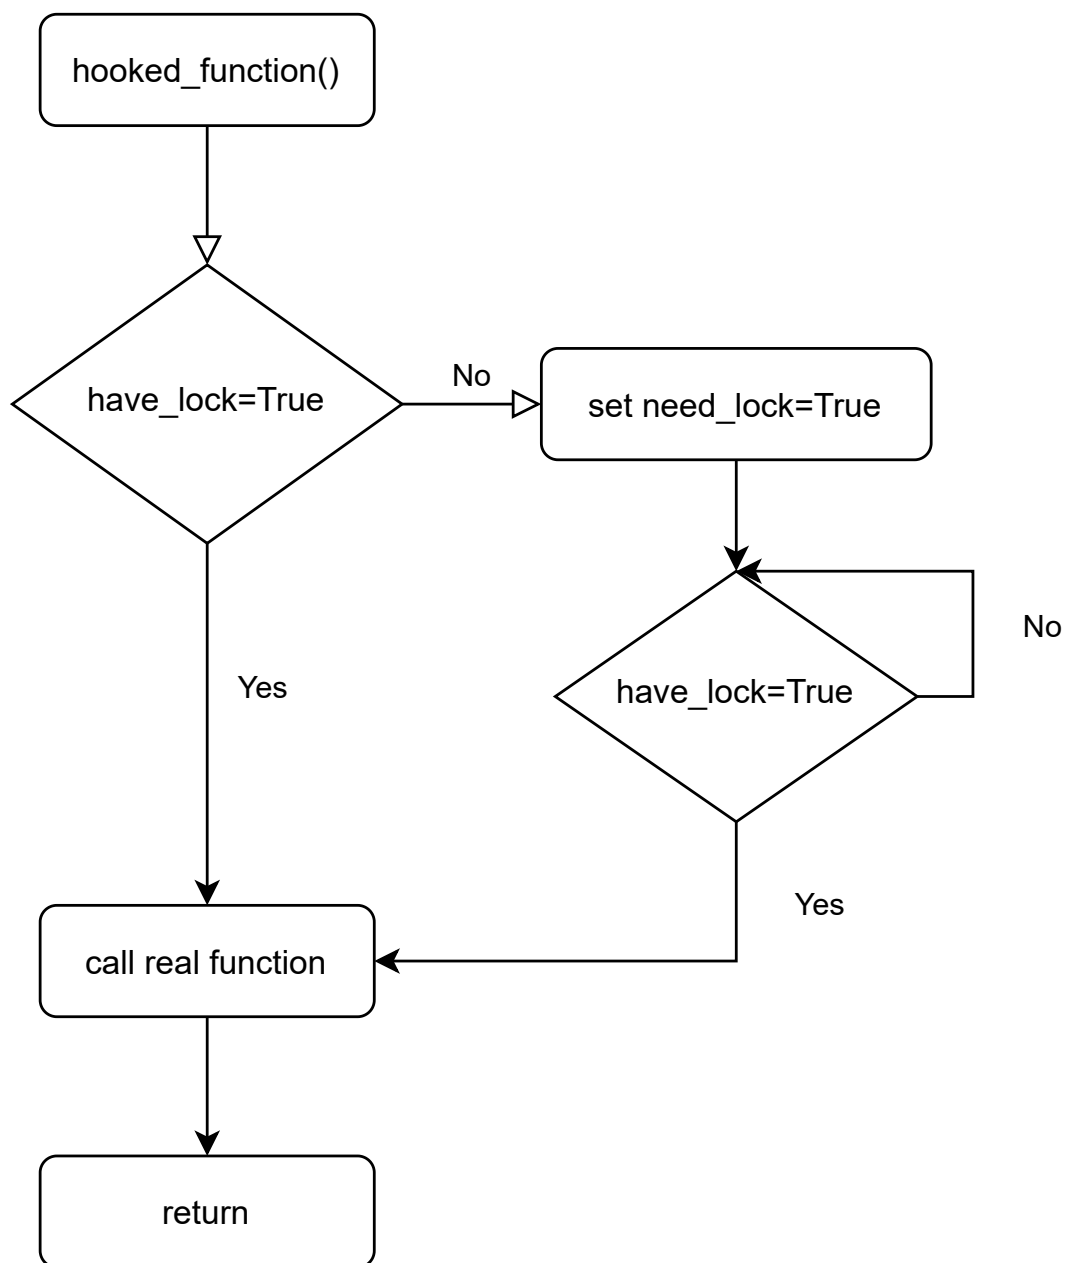 hooked_function()
have_lock=True
No
set need_lock=True
have_lock=True
No
Yes
Yes
call real function
return